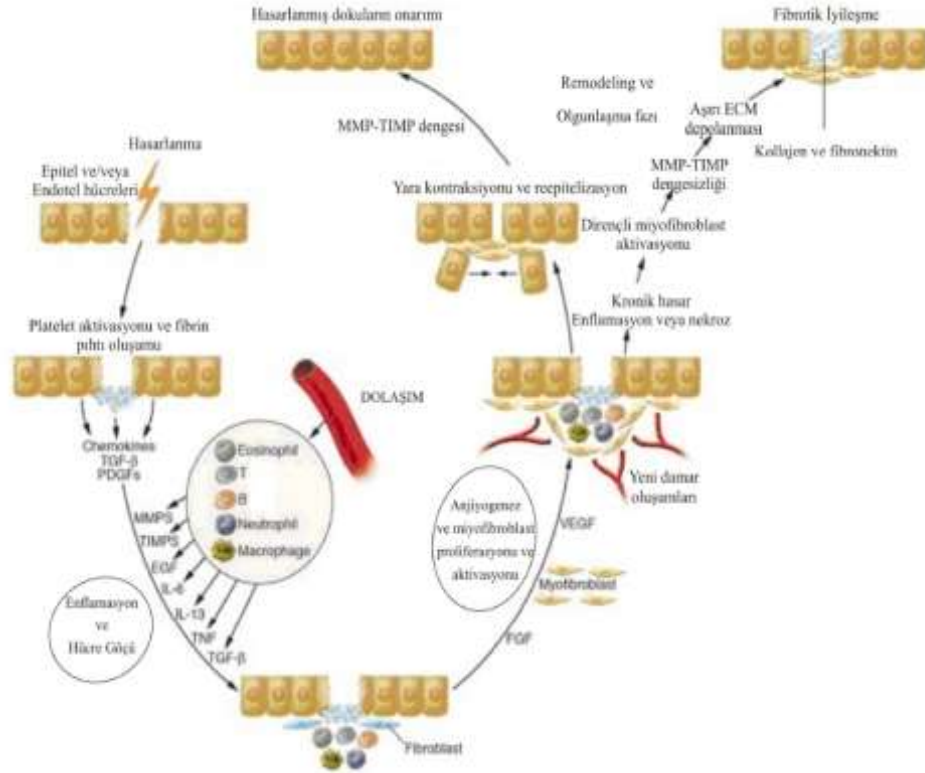 Hasarlanmış dokuların onarımı
Fibrotik İyileşme
Remodeling ve
Olgunlaşma fazı
MMP-TIMP dengesi
Aşırı ECM
depolanması
Kollajen ve fibronektin
Hasarlanma
Epitel ve/veya
Endotel hücreleri
MMP-TIMP
dengesizliği
Yara kontraksiyonu ve reepitelizasyon
Dirençli miyofibroblast
aktivasyonu
Kronik hasar
Enflamasyon veya nekroz
Platelet aktivasyonu ve fibrin
pıhtı oluşumu
DOLAŞIM
Chemokines
TGF-β
PDGFs
Eosinophil
T
B
Neutrophil
Macrophage
MMPS
TIMPS
EGF
IL-6
IL-13
TNF
TGF-β
Enflamasyon
ve
Hücre Göçü
Yeni damar
oluşumları
Anjiyogenez
ve miyofibroblast
proliferasyonu ve
aktivasyonu
VEGF
Myofibroblast
FGF
Fibroblast